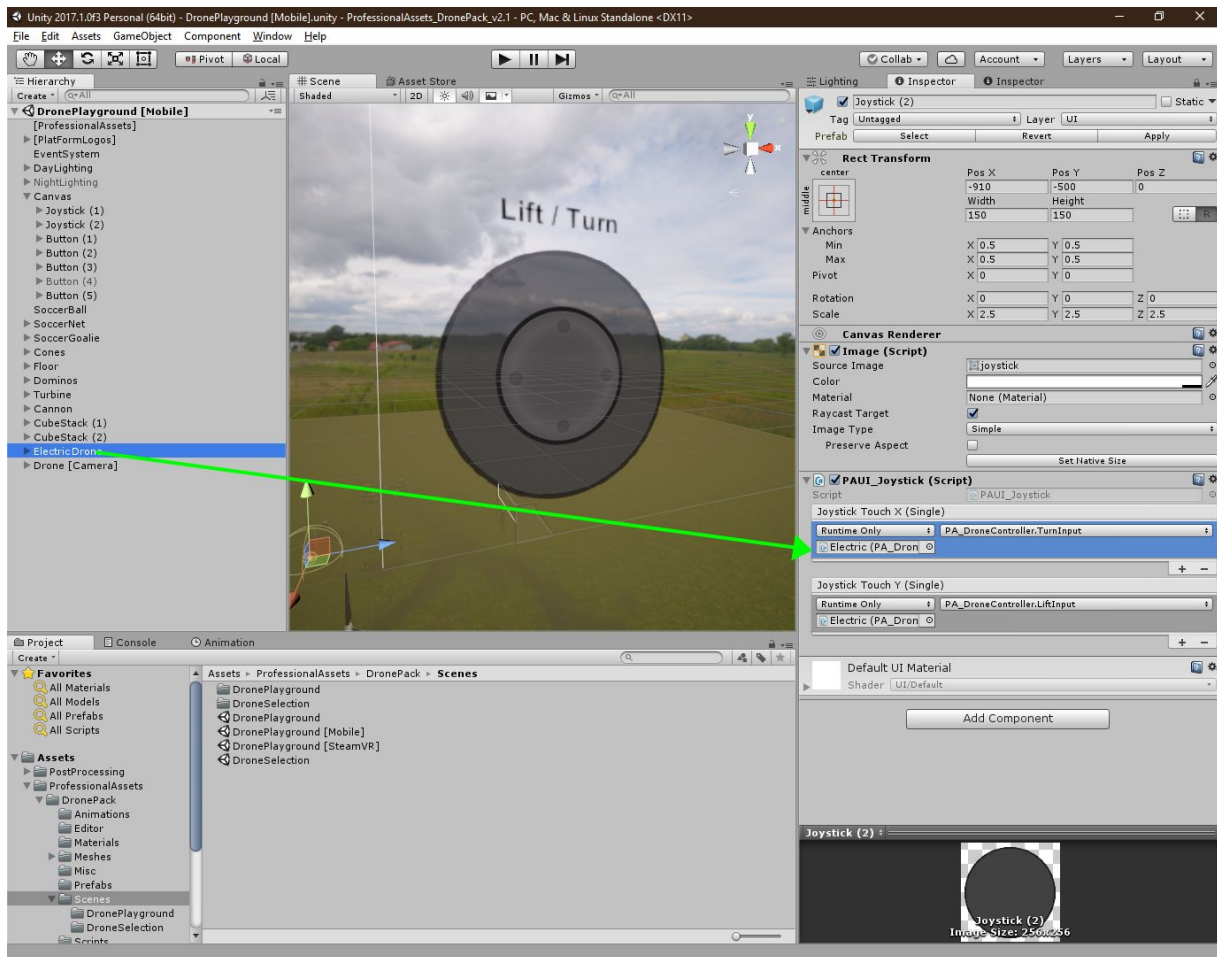 Unity 2017.1.0f3 Personal (64bit) - DronePlayground [Mobile].unity - ProfessionalAssets_DronePack_v2.1 - PC, Mac & Linux Standalone <DX11>
File Edit Assets GameObject Component Window Help
Pivot Local Collab Account Layers Layout
Hierarchy
Create All
DronePlayground [Mobile]
[ProfessionalAssets]
[PlatFormLogos]
EventSystem
DayLighting
NightLighting
Canvas
Joystick (1)
Joystick (2)
Button (1)
Button (2)
Button (3)
Button (4)
Button (5)
SoccerBall
SoccerNet
SoccerGoalie
Cones
Floor
Dominos
Turbine
Cannon
CubeStack (1)
CubeStack (2)
ElectricDrone
Drone [Camera]
Scene Asset Store
Shaded 2D Gizmos All
y
x
Lift / Turn
Lighting Inspector Inspector
Joystick (2) Static
Tag Untagged Layer UI
Prefab Select Revert Apply
Rect Transform
center Pos X Pos Y Pos Z
middle -910 -500 0
Width Height
150 150 R
Anchors
Min X 0.5 Y 0.5
Max X 0.5 Y 0.5
Pivot X 0 Y 0
Rotation X 0 Y 0 Z 0
Scale X 2.5 Y 2.5 Z 2.5
Canvas Renderer
Image (Script)
Source Image joystick
Color
Material None (Material)
Raycast Target
Image Type Simple
Preserve Aspect
Set Native Size
PAUI_Joystick (Script)
Script PAUI_Joystick
Joystick Touch X (Single)
Runtime Only PA_DroneController.TurnInput
Electric (PA_Dron
+ -
Joystick Touch Y (Single)
Runtime Only PA_DroneController.LiftInput
Electric (PA_Dron
+ -
Default UI Material
Shader UI/Default
Add Component
Joystick (2)
Joystick (2)
Image Size: 256x256
Project Console Animation
Create
Favorites
All Materials
All Models
All Prefabs
All Scripts
Assets
PostProcessing
ProfessionalAssets
DronePack
Animations
Editor
Materials
Meshes
Misc
Prefabs
Scenes
DronePlayground
DroneSelection
Scripts
Assets ▸ ProfessionalAssets ▸ DronePack ▸ Scenes
DronePlayground
DroneSelection
DronePlayground
DronePlayground [Mobile]
DronePlayground [SteamVR]
DroneSelection